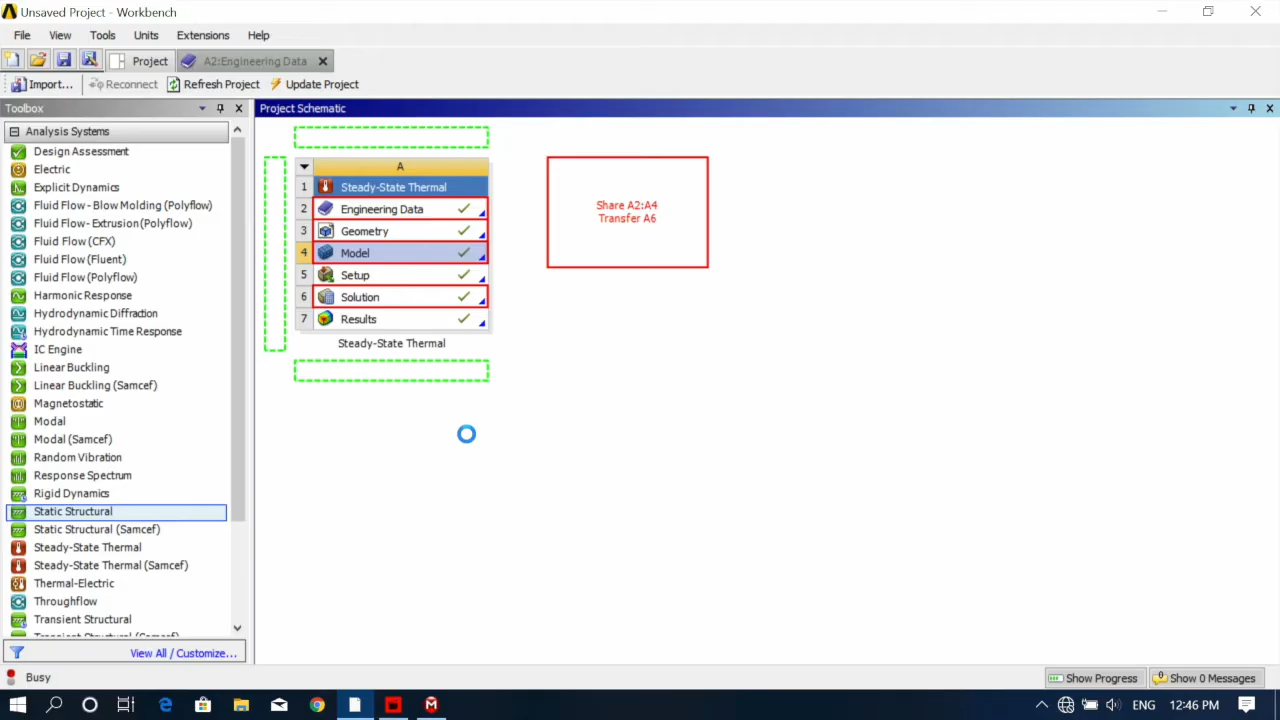 Unsaved Project - Workbench
File View Tools Units Extensions Help
Project A2:Engineering Data
Import... Reconnect Refresh Project Update Project
Toolbox
Analysis Systems
Design Assessment
Electric
Explicit Dynamics
Fluid Flow - Blow Molding (Polyflow)
Fluid Flow- Extrusion (Polyflow)
Fluid Flow (CFX)
Fluid Flow (Fluent)
Fluid Flow (Polyflow)
Harmonic Response
Hydrodynamic Diffraction
Hydrodynamic Time Response
IC Engine
Linear Buckling
Linear Buckling (Samcef)
Magnetostatic
Modal
Modal (Samcef)
Random Vibration
Response Spectrum
Rigid Dynamics
Static Structural
Static Structural (Samcef)
Steady-State Thermal
Steady-State Thermal (Samcef)
Thermal-Electric
Throughflow
Transient Structural
Transient Structural (Samcef)
View All / Customize...
Project Schematic
A
1 Steady-State Thermal
2 Engineering Data
3 Geometry
4 Model
5 Setup
6 Solution
7 Results
Steady-State Thermal
Share A2:A4
Transfer A6
Busy
Show Progress
0 Show 0 Messages
M
ENG 12:46 PM